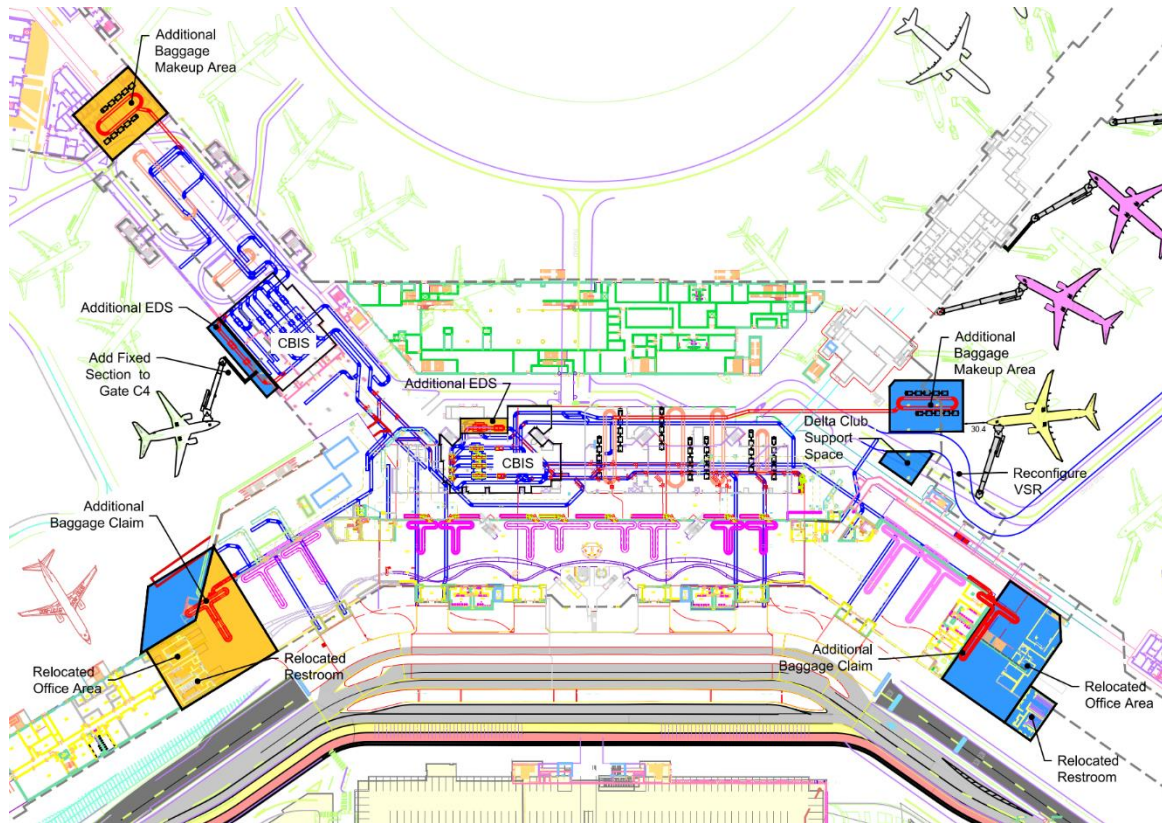 Additional
Baggage
Makeup Area
Additional EDS
CBIS
Add Fixed
Section to
Gate C4
Additional EDS
CBIS
Additional
Baggage
Makeup Area
30.4
Delta Club
Support
Space
Reconfigure
VSR
Additional
Baggage Claim
Relocated
Office Area
Relocated
Restroom
Additional
Baggage Claim
Relocated
Office Area
Relocated
Restroom